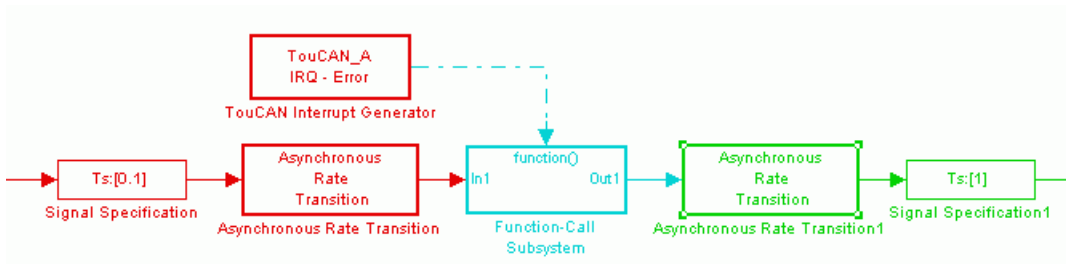 TouCAN_A
IRQ - Error
TouCAN Interrupt Generator
Ts:[0.1]
Signal Specification
Asynchronous
Rate
Transition
Asynchronous Rate Transition
function()
In1
Out1
Function-Call
Subsystem
Asynchronous
Rate
Transition
Asynchronous Rate Transition1
Ts:[1]
Signal Specification1